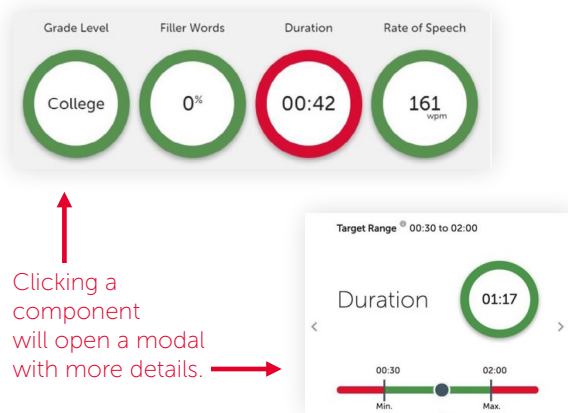 Grade Level Filler Words Duration Rate of Speech
College 0% 00:42 161 wpm
Target Range 00:30 to 02:00
Clicking a
component
will open a modal
with more details.
Duration 01:17
< >
00:30 02:00
Min. Max.